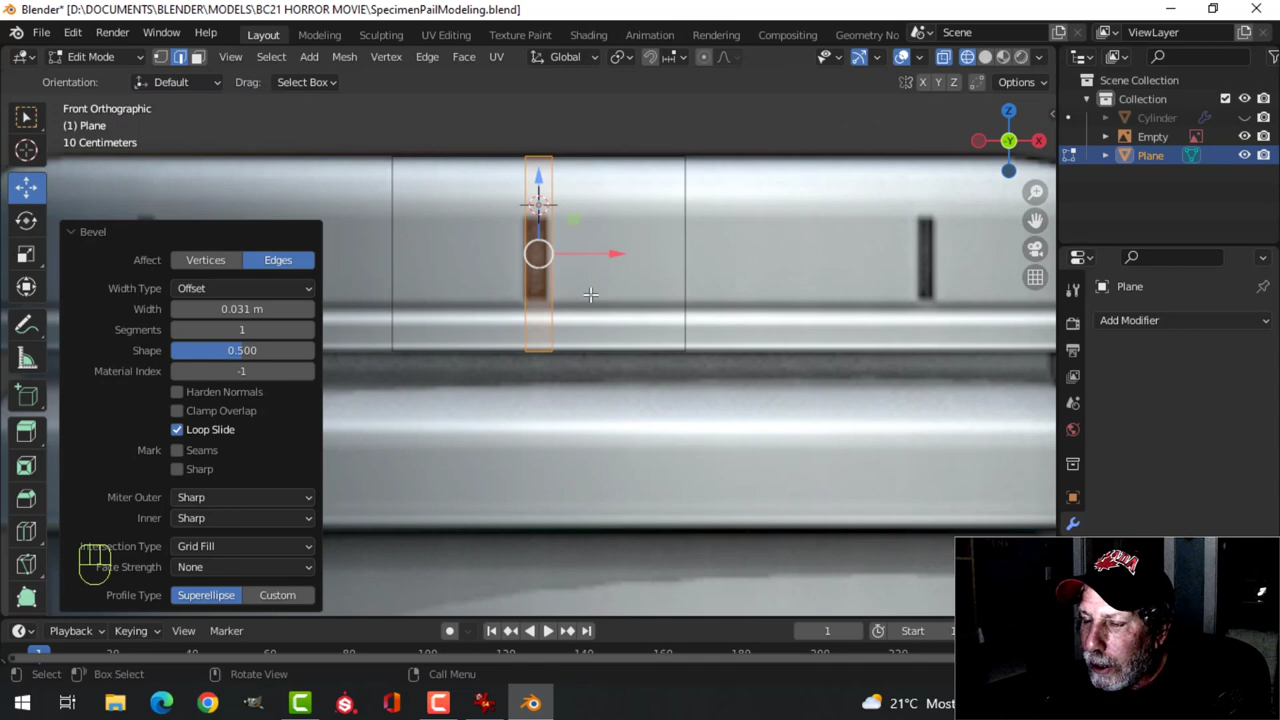 Blender* [D:\DOCUMENTS\BLENDER\MODELS\BC21 HORROR MOVIE\SpecimenPailModeling.blend]
File Edit Render Window Help Layout Modeling Sculpting UV Editing Texture Paint Shading Animation Rendering Compositing Geometry No Scene ViewLayer
Edit Mode View Select Add Mesh Vertex Edge Face UV Global
Orientation: Default Drag: Select Box X Y Z Options
Front Orthographic
(1) Plane
10 Centimeters
Z
Y
X
Scene Collection
Collection
Cylinder
Empty
Plane
Plane
Add Modifier
Bevel
Affect Vertices Edges
Width Type Offset
Width 0.031 m
Segments 1
Shape 0.500
Material Index -1
Harden Normals
Clamp Overlap
Loop Slide
Mark Seams
Sharp
Miter Outer Sharp
Inner Sharp
Intersection Type Grid Fill
Face Strength None
Profile Type Superellipse Custom
Playback Keying View Marker 1 Start
Select Box Select Rotate View Call Menu
21°C Most